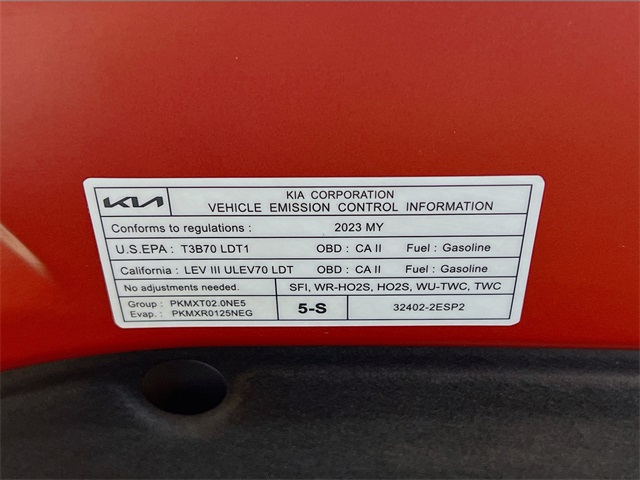 KIA
KIA CORPORATION
VEHICLE EMISSION CONTROL INFORMATION
Conforms to regulations : 2023 MY
U.S.EPA : T3B70 LDT1 OBD : CA II Fuel : Gasoline
California : LEV III ULEV70 LDT OBD : CA II Fuel : Gasoline
No adjustments needed. SFI, WR-HO2S, HO2S, WU-TWC, TWC
Group : PKMXT02.0NE5
Evap. : PKMXR0125NEG
5-S
32402-2ESP2